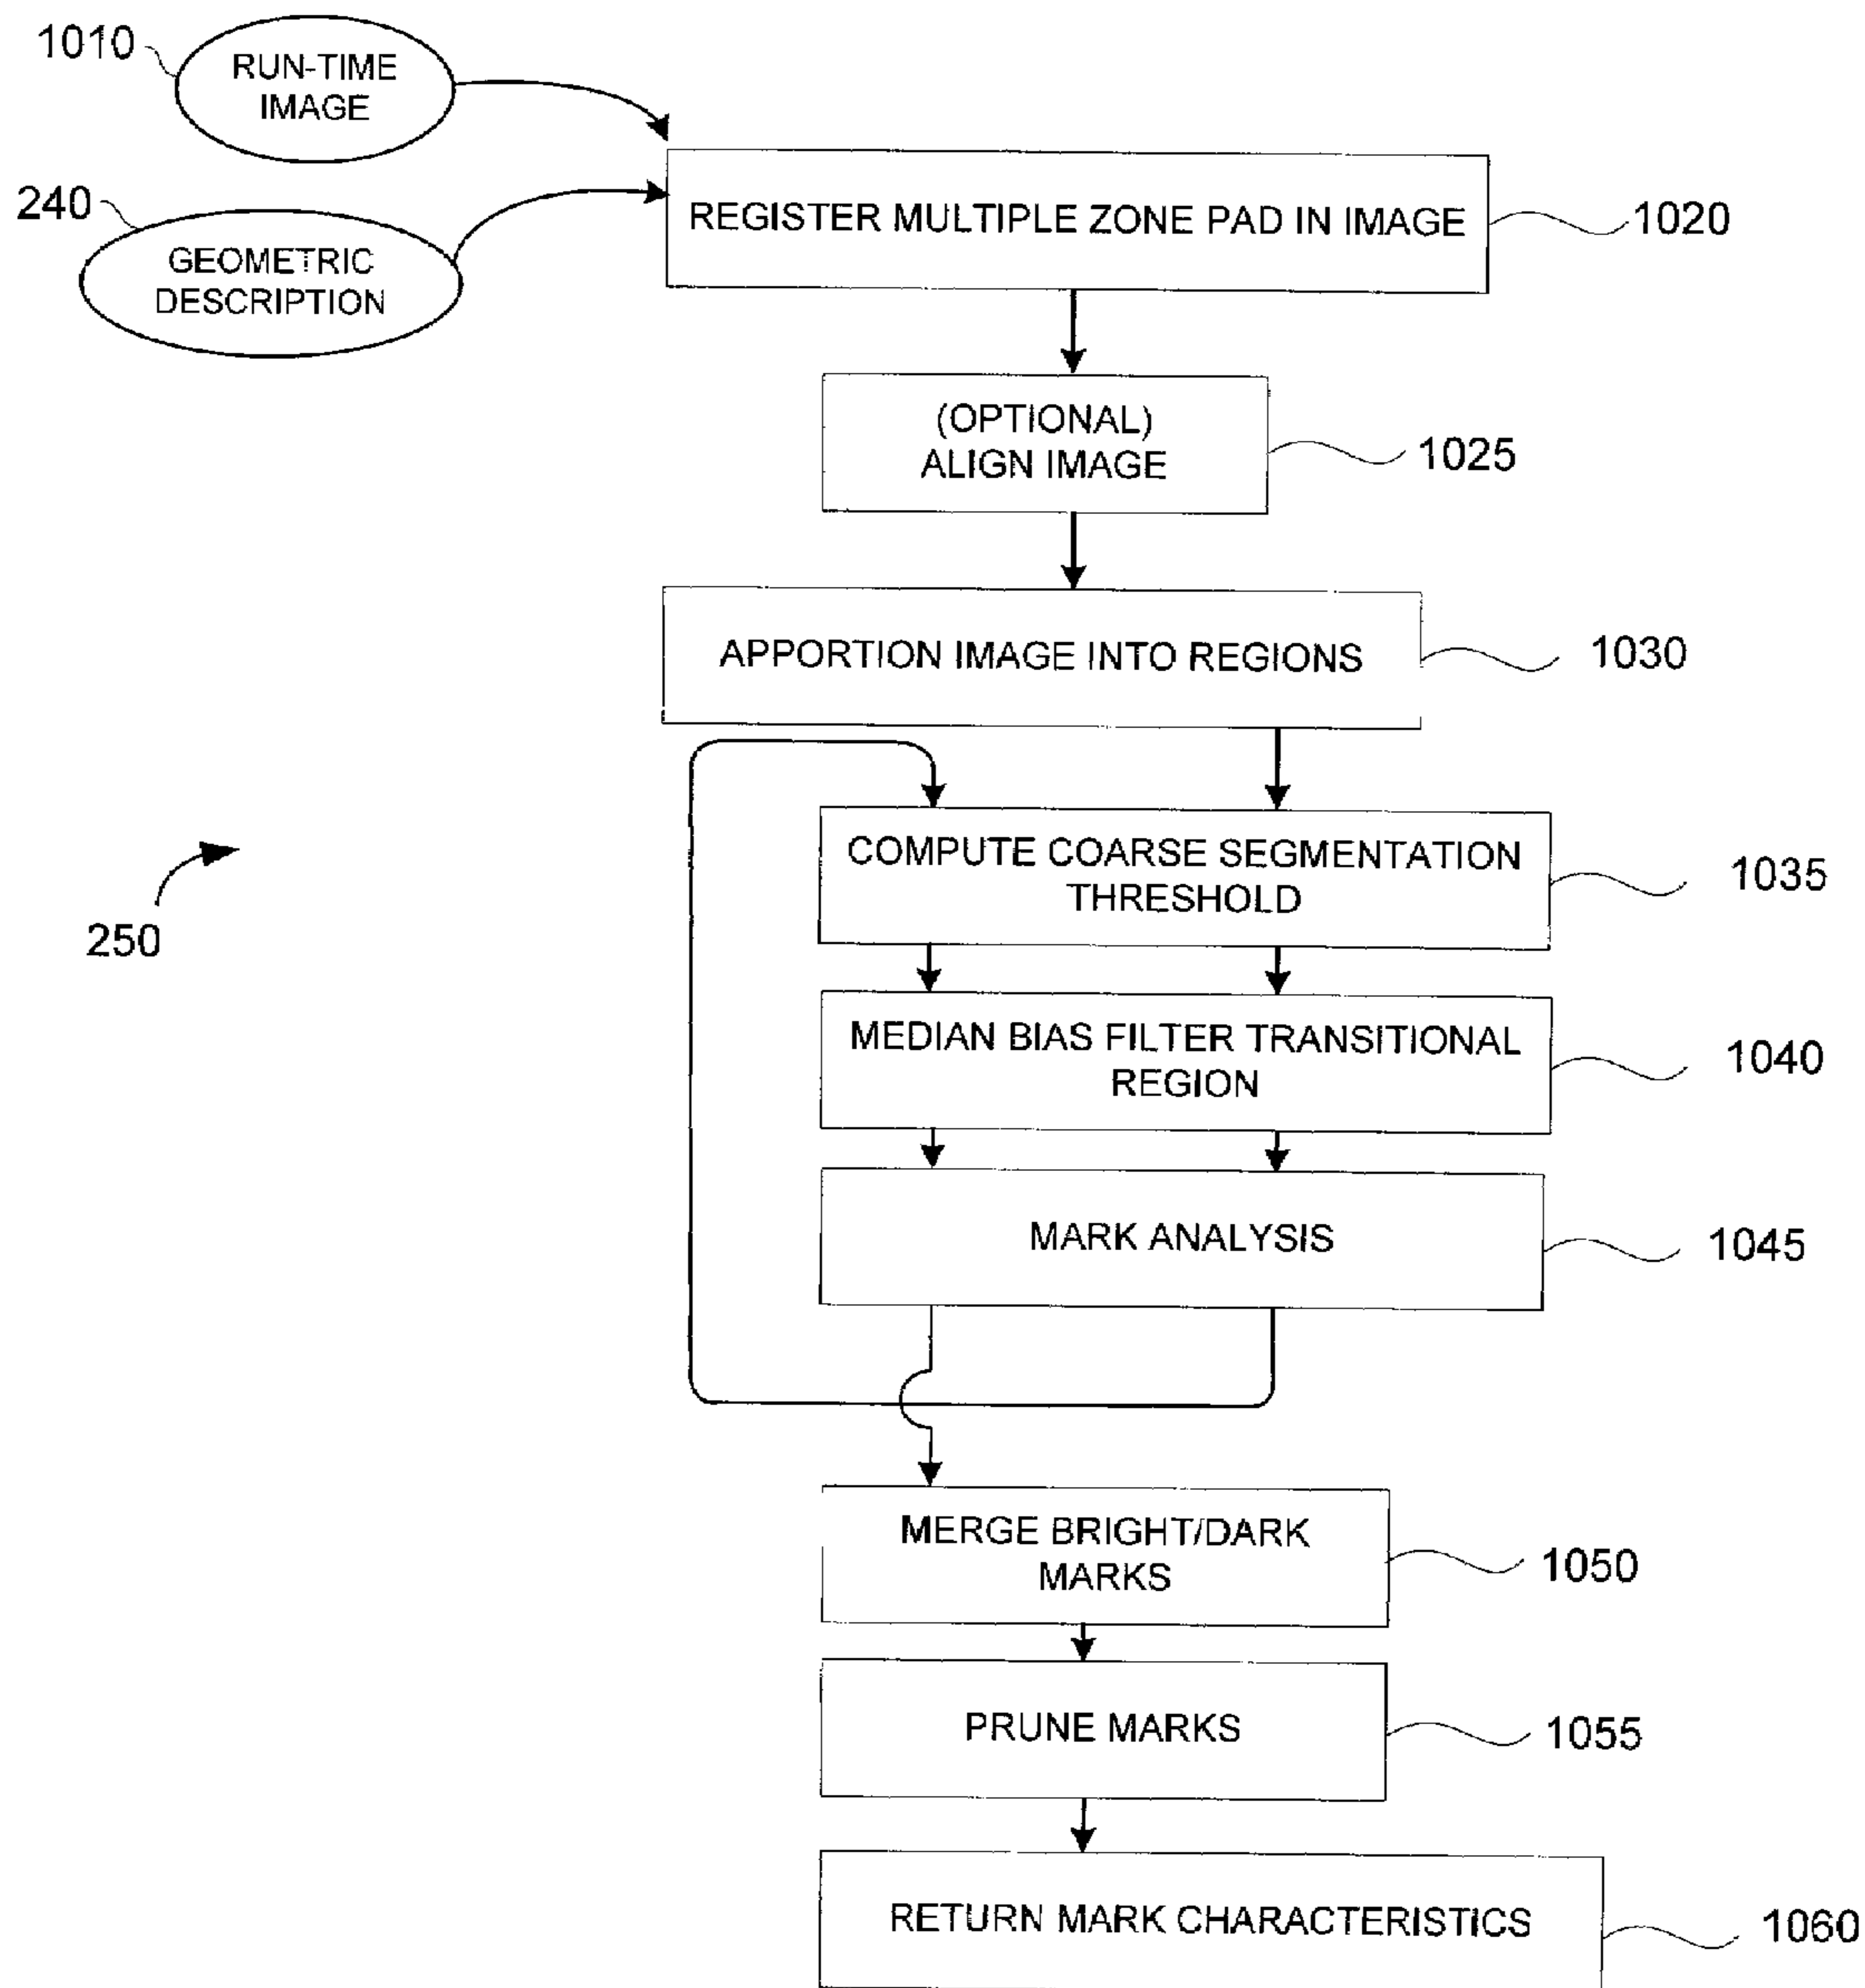 1010
RUN-TIME
IMAGE
240
GEOMETRIC
DESCRIPTION
REGISTER MULTIPLE ZONE PAD IN IMAGE
1020
(OPTIONAL)
ALIGN IMAGE
1025
APPORTION IMAGE INTO REGIONS
1030
COMPUTE COARSE SEGMENTATION
THRESHOLD
1035
250
MEDIAN BIAS FILTER TRANSITIONAL
REGION
1040
MARK ANALYSIS
1045
MERGE BRIGHT/DARK
MARKS
1050
PRUNE MARKS
1055
RETURN MARK CHARACTERISTICS
1060